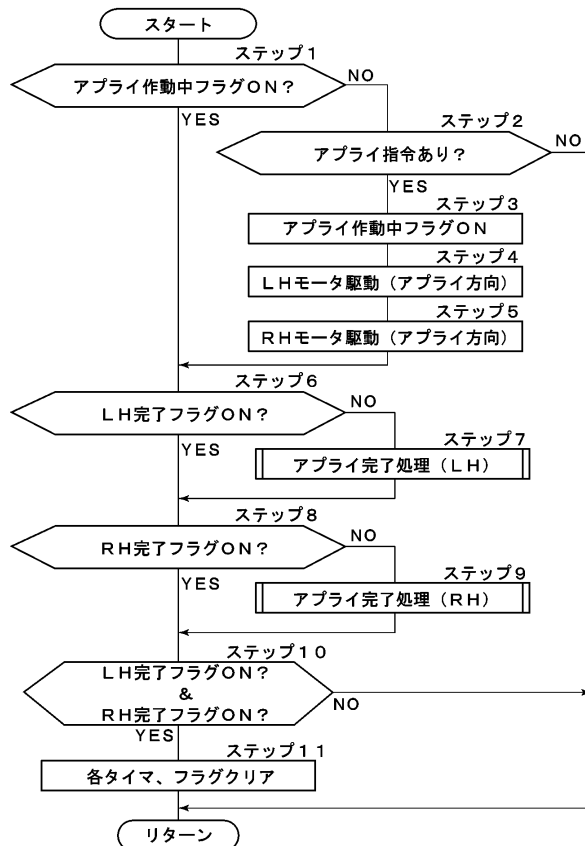 スタート
ステップ1
アプライ作動中フラグON?
NO
YES
ステップ2
アプライ指令あり?
NO
YES
ステップ3
アプライ作動中フラグON
ステップ4
LHモータ駆動(アプライ方向)
ステップ5
RHモータ駆動(アプライ方向)
ステップ6
LH完了フラグON?
NO
YES
ステップ7
アプライ完了処理(LH)
ステップ8
RH完了フラグON?
NO
YES
ステップ9
アプライ完了処理(RH)
ステップ10
LH完了フラグON?
&
RH完了フラグON?
NO
YES
ステップ11
各タイマ、フラグクリア
リターン